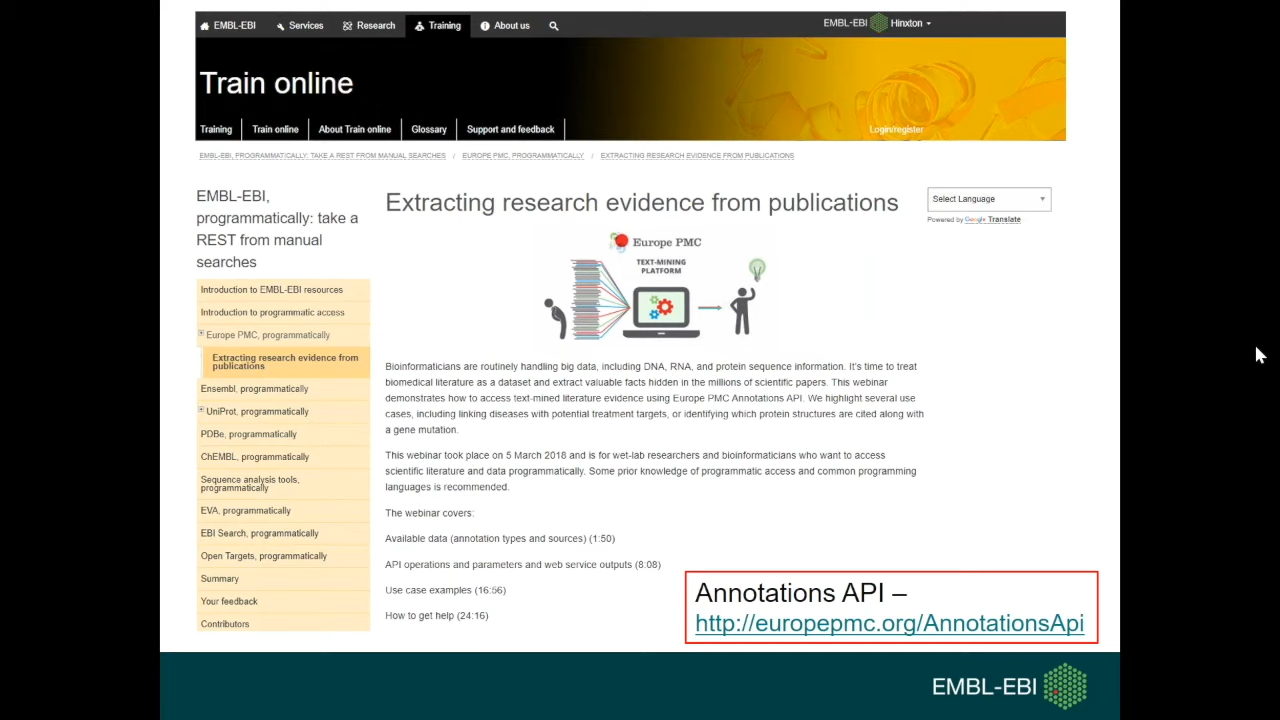 EMBL-EBI Services Research Training About us EMBL-EBI Hinxton
Train online
Training Train online About Train online Glossary Support and feedback Login/register
EMBL-EBI, PROGRAMMATICALLY: TAKE A REST FROM MANUAL SEARCHES / EUROPE PMC, PROGRAMMATICALLY / EXTRACTING RESEARCH EVIDENCE FROM PUBLICATIONS
EMBL-EBI,
programmatically: take a
REST from manual
searches
Introduction to EMBL-EBI resources
Introduction to programmatic access
Europe PMC, programmatically
Extracting research evidence from
publications
Ensembl, programmatically
UniProt, programmatically
PDBe, programmatically
ChEMBL, programmatically
Sequence analysis tools,
programmatically
EVA, programmatically
EBI Search, programmatically
Open Targets, programmatically
Summary
Your feedback
Contributors
Extracting research evidence from publications
Europe PMC
TEXT-MINING
PLATFORM
Bioinformaticians are routinely handling big data, including DNA, RNA, and protein sequence information. It's time to treat
biomedical literature as a dataset and extract valuable facts hidden in the millions of scientific papers. This webinar
demonstrates how to access text-mined literature evidence using Europe PMC Annotations API. We highlight several use
cases, including linking diseases with potential treatment targets, or identifying which protein structures are cited along with
a gene mutation.
This webinar took place on 5 March 2018 and is for wet-lab researchers and bioinformaticians who want to access
scientific literature and data programmatically. Some prior knowledge of programmatic access and common programming
languages is recommended.
The webinar covers:
Available data (annotation types and sources) (1:50)
API operations and parameters and web service outputs (8:08)
Use case examples (16:56)
How to get help (24:16)
Select Language
Powered by Google Translate
Annotations API –
http://europepmc.org/AnnotationsApi
EMBL-EBI